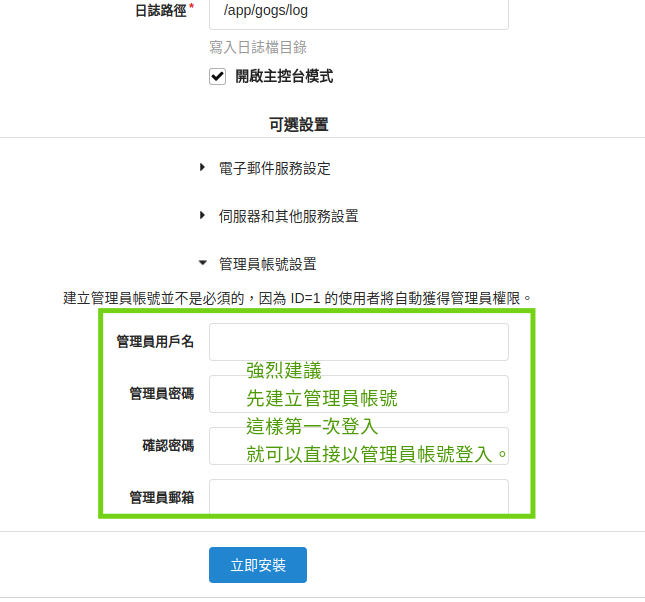 日誌路徑*
/app/gogs/log
寫入日誌檔目錄
開啟主控台模式
可選設置
電子郵件服務設定
伺服器和其他服務設置
管理員帳號設置
建立管理員帳號並不是必須的，因為 ID=1 的使用者將自動獲得管理員權限。
管理員用戶名
強烈建議
管理員密碼
先建立管理員帳號
這樣第一次登入
確認密碼
就可以直接以管理員帳號登入。
管理員郵箱
立即安裝